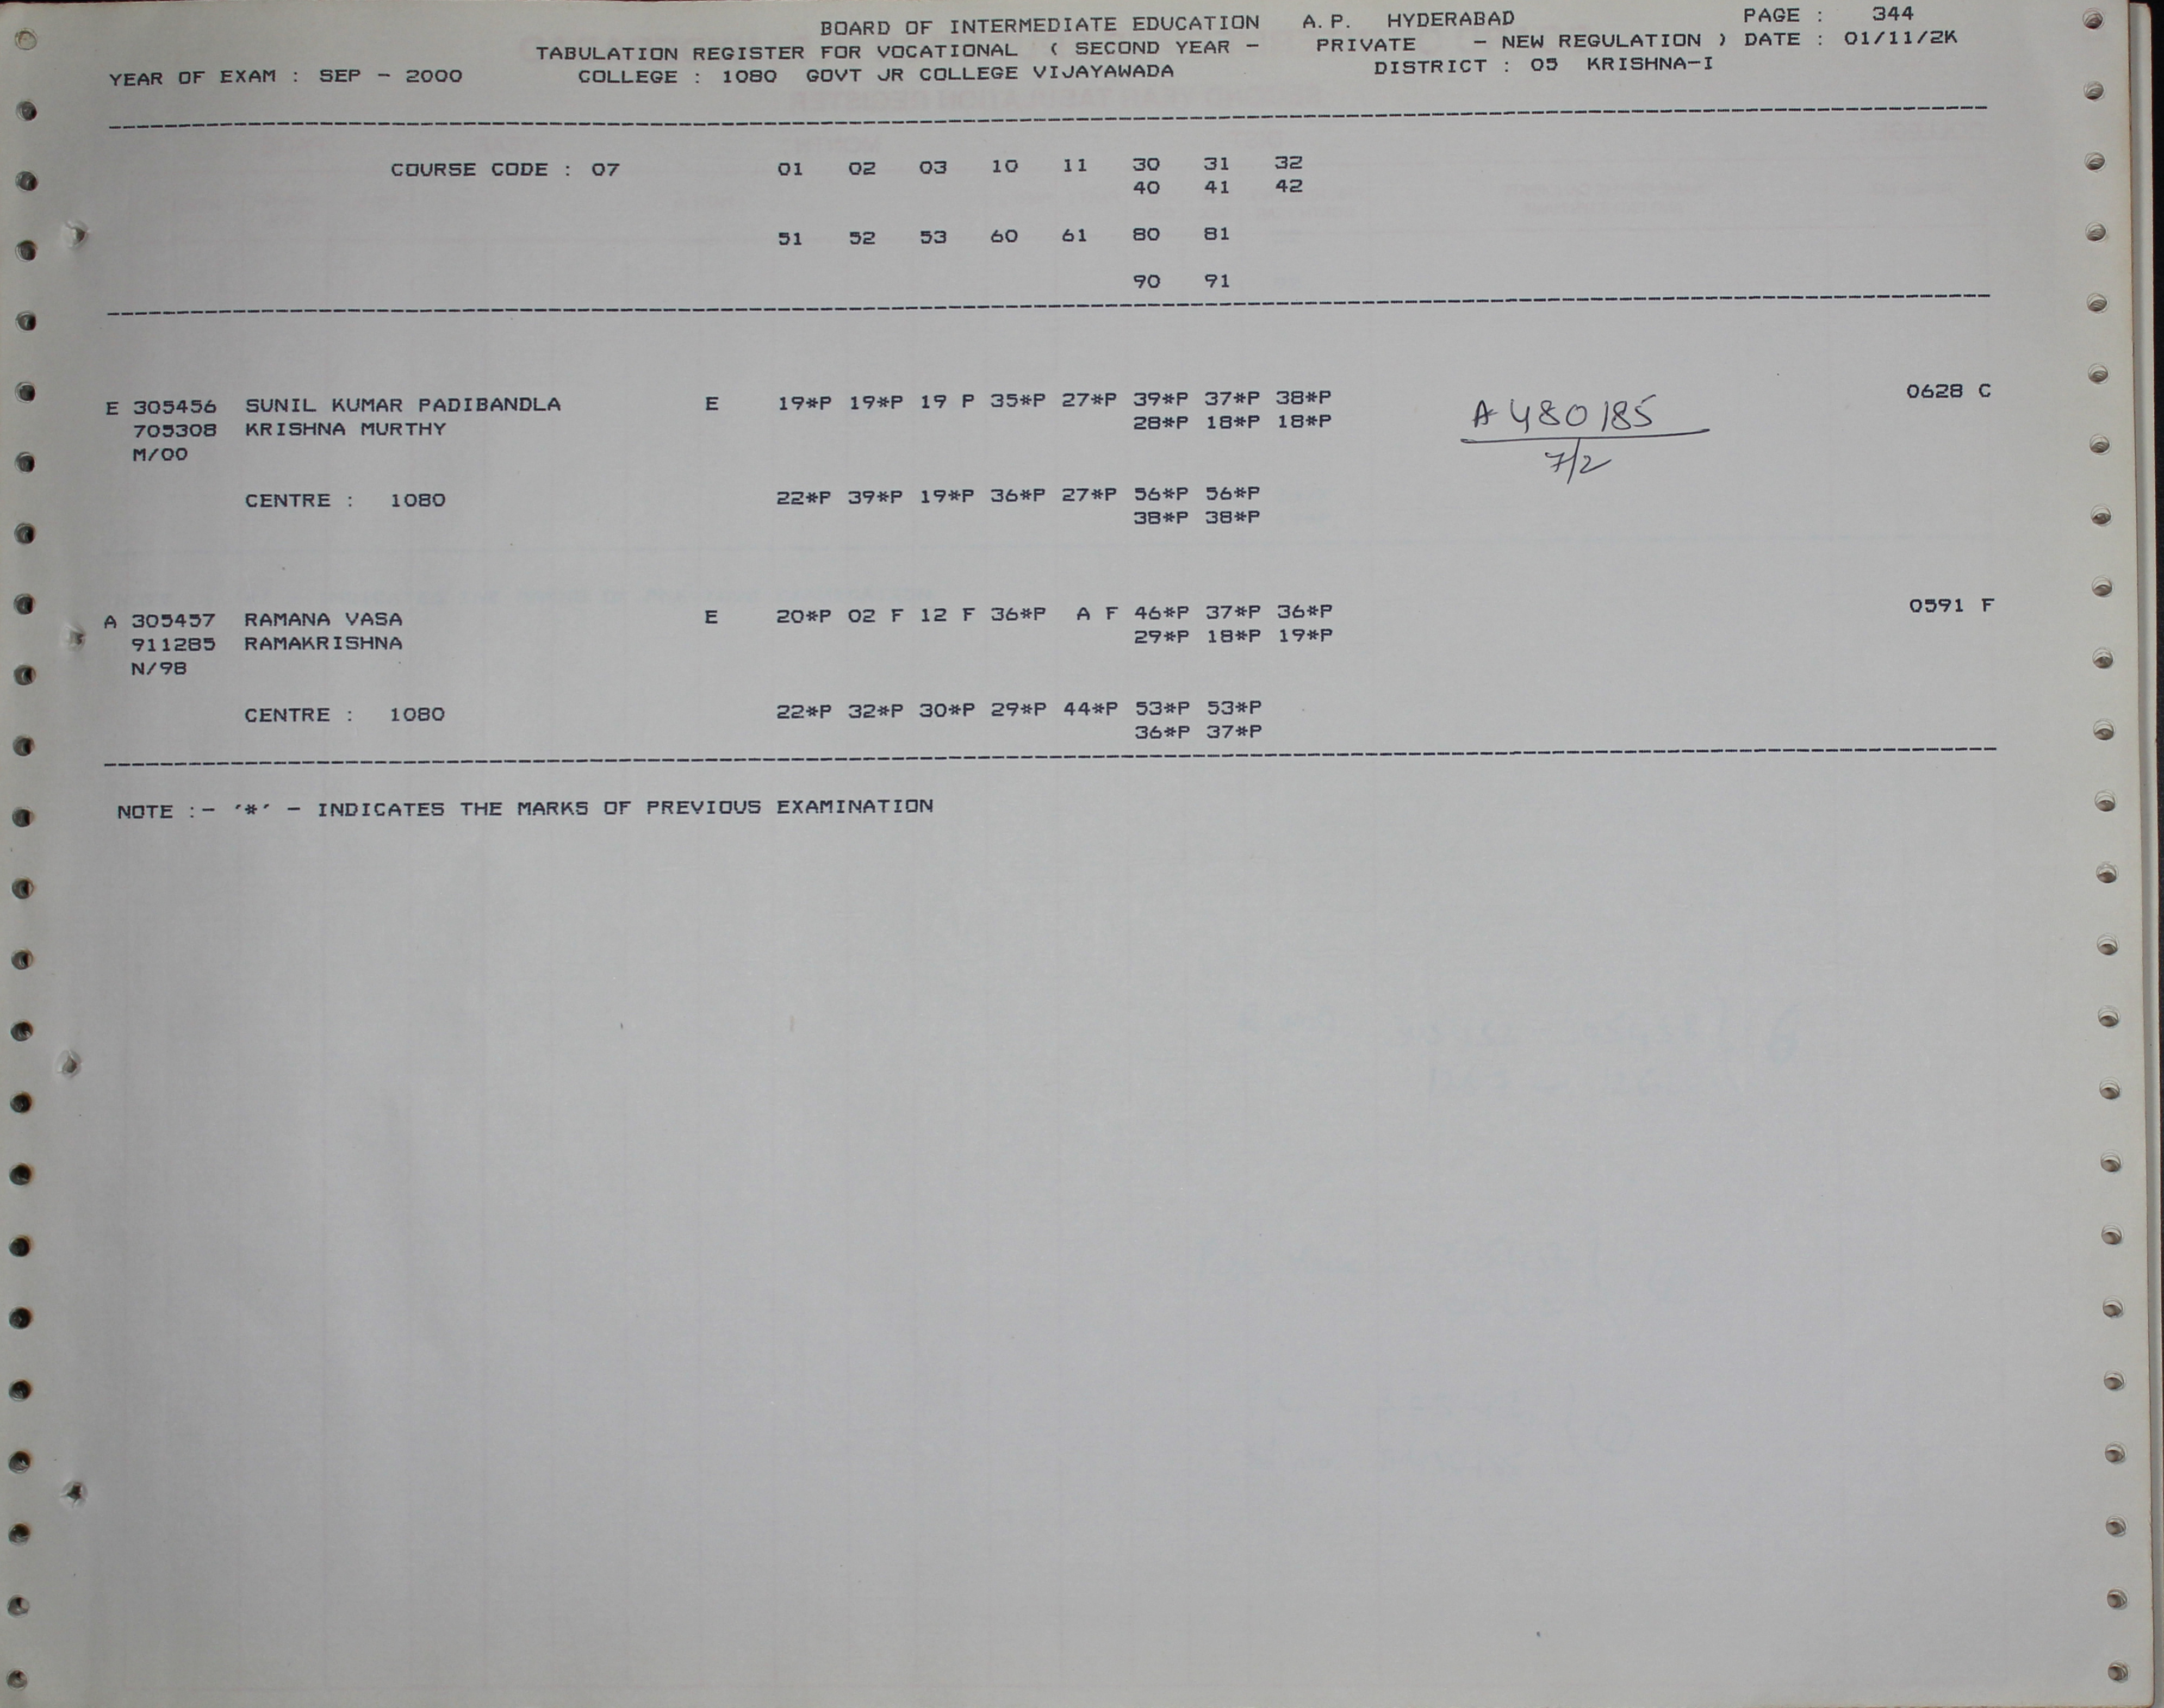 BOARD OF INTERMEDIATE EDUCATION A.P. HYDERABAD PAGE : 344
TABULATION REGISTER FOR VOCATIONAL ( SECOND YEAR - PRIVATE - NEW REGULATION ) DATE : 01/11/2K
YEAR OF EXAM : SEP - 2000 COLLEGE : 1080 GOVT JR COLLEGE VIJAYAWADA DISTRICT : 05 KRISHNA-I
COURSE CODE : 07 01 02 03 10 11 30 31 32
40 41 42
51 52 53 60 61 80 81
90 91
E 305456 SUNIL KUMAR PADIBANDLA E 19*P 19*P 19 P 35*P 27*P 39*P 37*P 38*P 0628 C
705308 KRISHNA MURTHY 28*P 18*P 18*P A 480185
M/00 7/2
CENTRE : 1080 22*P 39*P 19*P 36*P 27*P 56*P 56*P
38*P 38*P
A 305457 RAMANA VASA E 20*P 02 F 12 F 36*P A F 46*P 37*P 36*P 0591 F
911285 RAMAKRISHNA 29*P 18*P 19*P
N/98
CENTRE : 1080 22*P 32*P 30*P 29*P 44*P 53*P 53*P
36*P 37*P
NOTE :- '*' - INDICATES THE MARKS OF PREVIOUS EXAMINATION